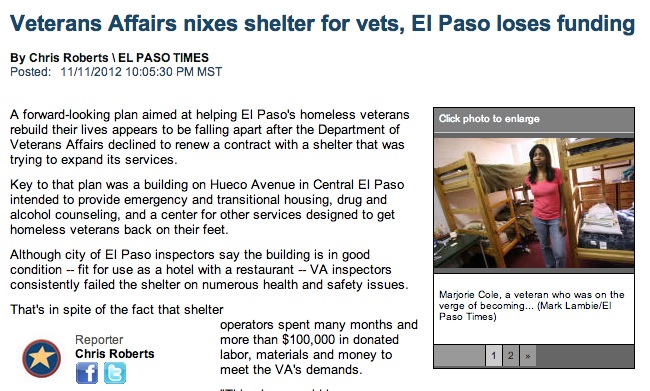 Veterans Affairs nixes shelter for vets, El Paso loses funding
By Chris Roberts \ EL PASO TIMES
Posted: 11/11/2012 10:05:30 PM MST
A forward-looking plan aimed at helping El Paso's homeless veterans
rebuild their lives appears to be falling apart after the Department of
Veterans Affairs declined to renew a contract with a shelter that was
trying to expand its services.
Key to that plan was a building on Hueco Avenue in Central El Paso
intended to provide emergency and transitional housing, drug and
alcohol counseling, and a center for other services designed to get
homeless veterans back on their feet.
Although city of El Paso inspectors say the building is in good
condition -- fit for use as a hotel with a restaurant -- VA inspectors
consistently failed the shelter on numerous health and safety issues.
That's in spite of the fact that shelter
operators spent many months and
more than $100,000 in donated
labor, materials and money to
meet the VA's demands.
Reporter
Chris Roberts
f t
Click photo to enlarge
Marjorie Cole, a veteran who was on the
verge of becoming... (Mark Lambie/El
Paso Times)
1 2 »